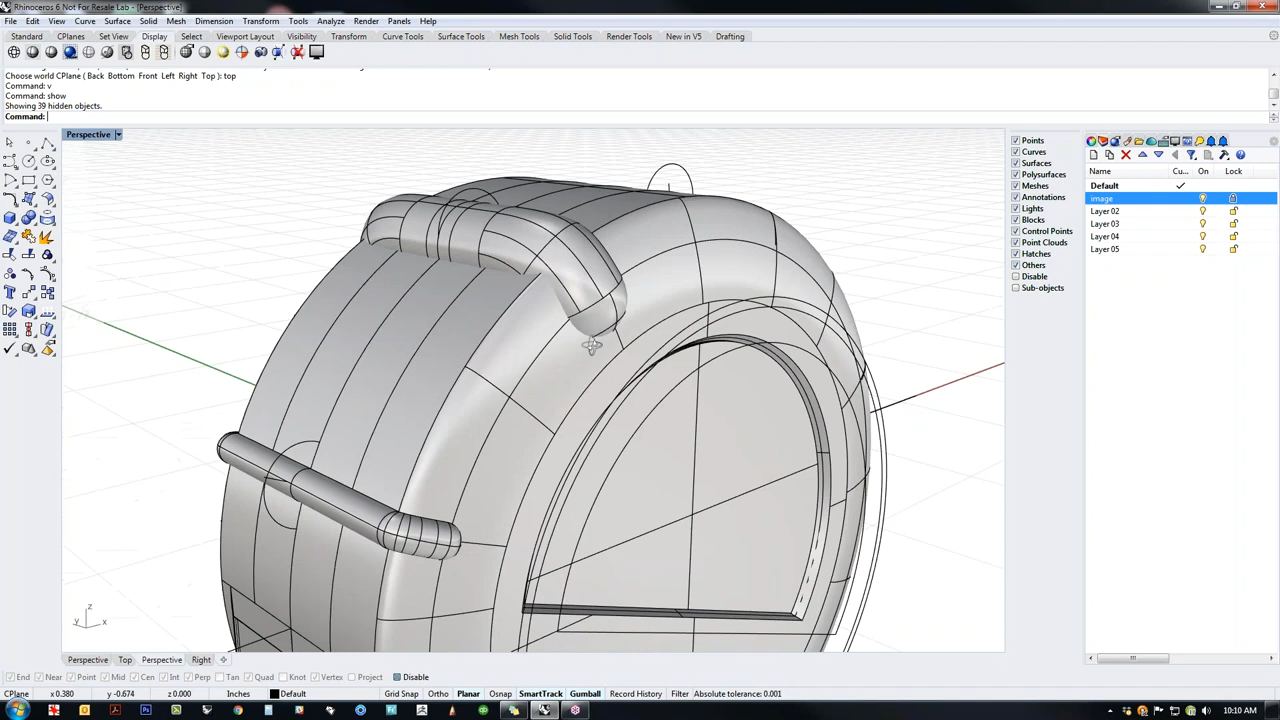 Rhinoceros 6 Not For Resale Lab - [Perspective]
File Edit View Curve Surface Solid Mesh Dimension Transform Tools Analyze Render Panels Help
Standard CPlanes Set View Display Select Viewport Layout Visibility Transform Curve Tools Surface Tools Mesh Tools Solid Tools Render Tools New in V5 Drafting
Choose world CPlane ( Back Bottom Front Left Right Top ): top
Command: v
Command: show
Showing 39 hidden objects.
Command:
Perspective
Points
Curves
Surfaces
Polysurfaces
Meshes
Annotations
Lights
Blocks
Control Points
Point Clouds
Hatches
Others
Disable
Sub-objects
Name Cu... On Lock
Default
image
Layer 02
Layer 03
Layer 04
Layer 05
z
y x
Perspective Top Perspective Right
End Near Point Mid Cen Int Perp Tan Quad Knot Vertex Project Disable
CPlane x 0.380 y -0.674 z 0.000 Inches Default Grid Snap Ortho Planar Osnap SmartTrack Gumball Record History Filter Absolute tolerance: 0.001
10:10 AM